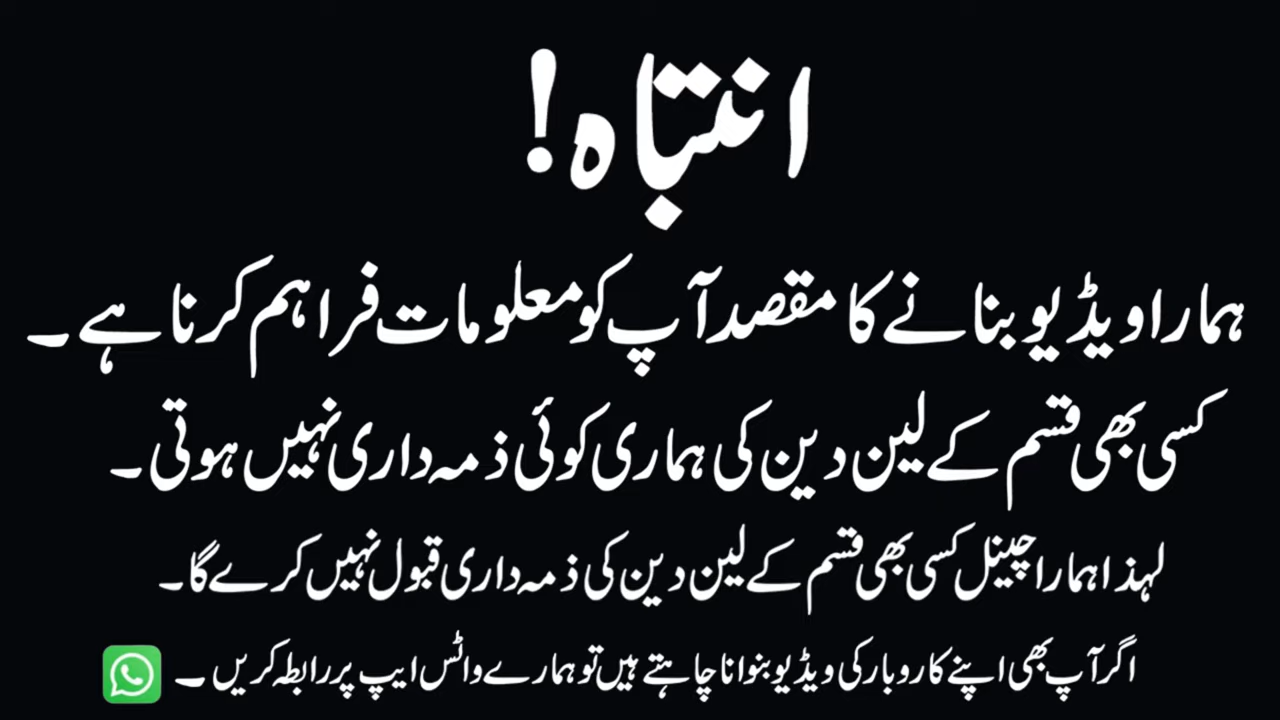 انتباہ!
ہمارا ویڈیو بنانے کا مقصد آپ کو معلومات فراہم کرنا ہے۔
کسی بھی قسم کے لین دین کی ہماری کوئی ذمہ داری نہیں ہوتی۔
لہذا ہمارا چینل کسی بھی قسم کے لین دین کی ذمہ داری قبول نہیں کرے گا۔
اگر آپ بھی اپنے کاروبار کی ویڈیو بنوانا چاہتے ہیں تو ہمارے واٹس ایپ پر رابطہ کریں ۔